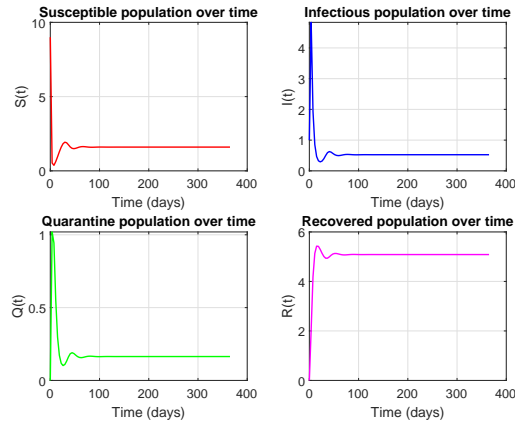 Susceptible population over time
10
5
0
S(t)
0 100 200 300 400
Time (days)
Infectious population over time
4
3
2
1
0
I(t)
0 100 200 300 400
Time (days)
Quarantine population over time
1
0.5
0
Q(t)
0 100 200 300 400
Time (days)
Recovered population over time
6
4
2
0
R(t)
0 100 200 300 400
Time (days)